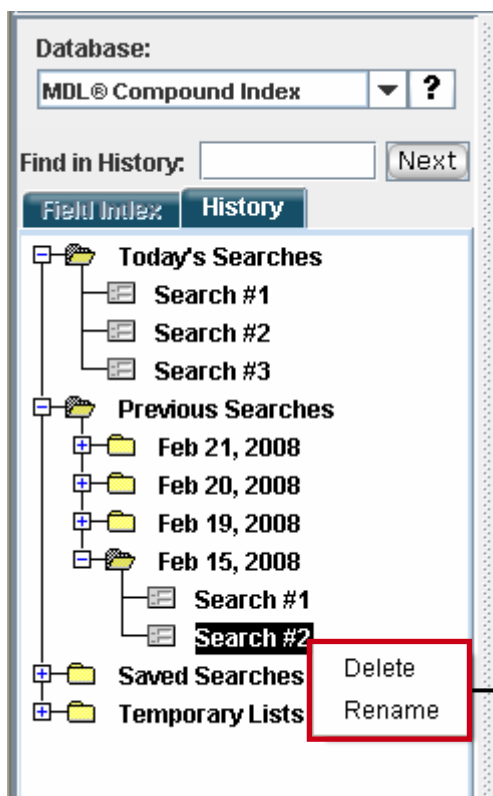 Database:
MDL® Compound Index ?
Find in History: Next
Field Index History
Today's Searches
Search #1
Search #2
Search #3
Previous Searches
Feb 21, 2008
Feb 20, 2008
Feb 19, 2008
Feb 15, 2008
Search #1
Search #2
Saved Searches Delete
Temporary Lists Rename